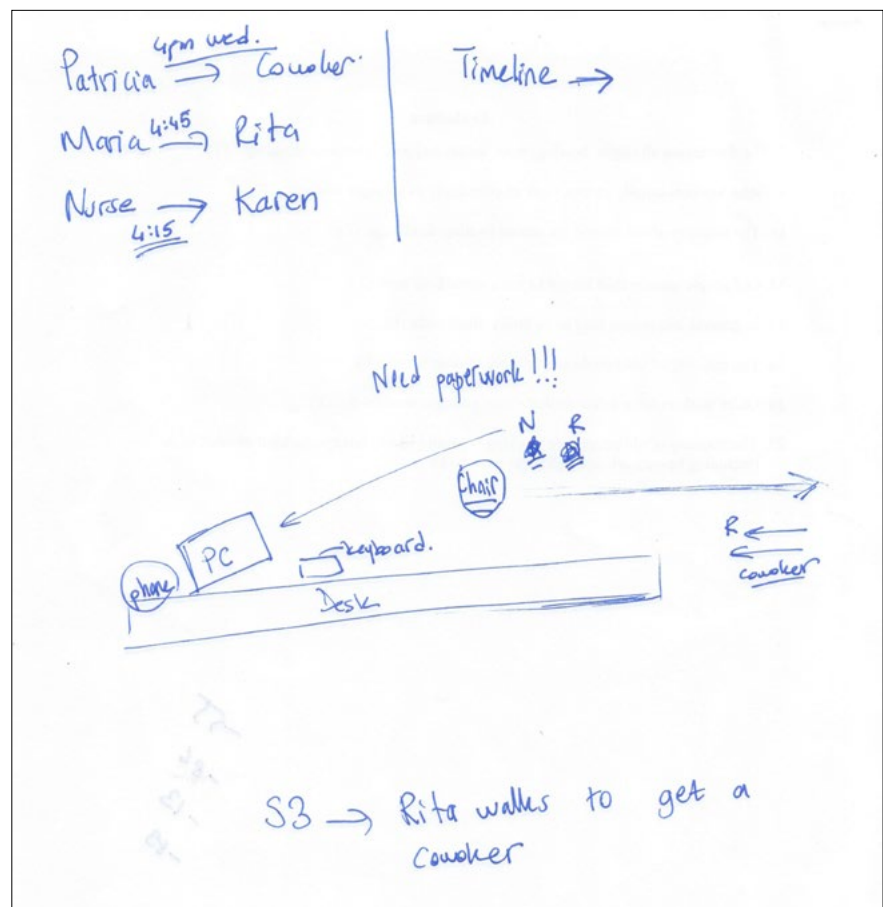 4pm wed.
Patricia → Cowoker.
Timeline →
4:45
Maria → Rita
Nurse → Karen
4:15
Need paperwork!!!
N R
Chair
PC
keyboard.
phone
Desk
R ←
←
cowoker
S3 → Rita walks to get a
cowoker